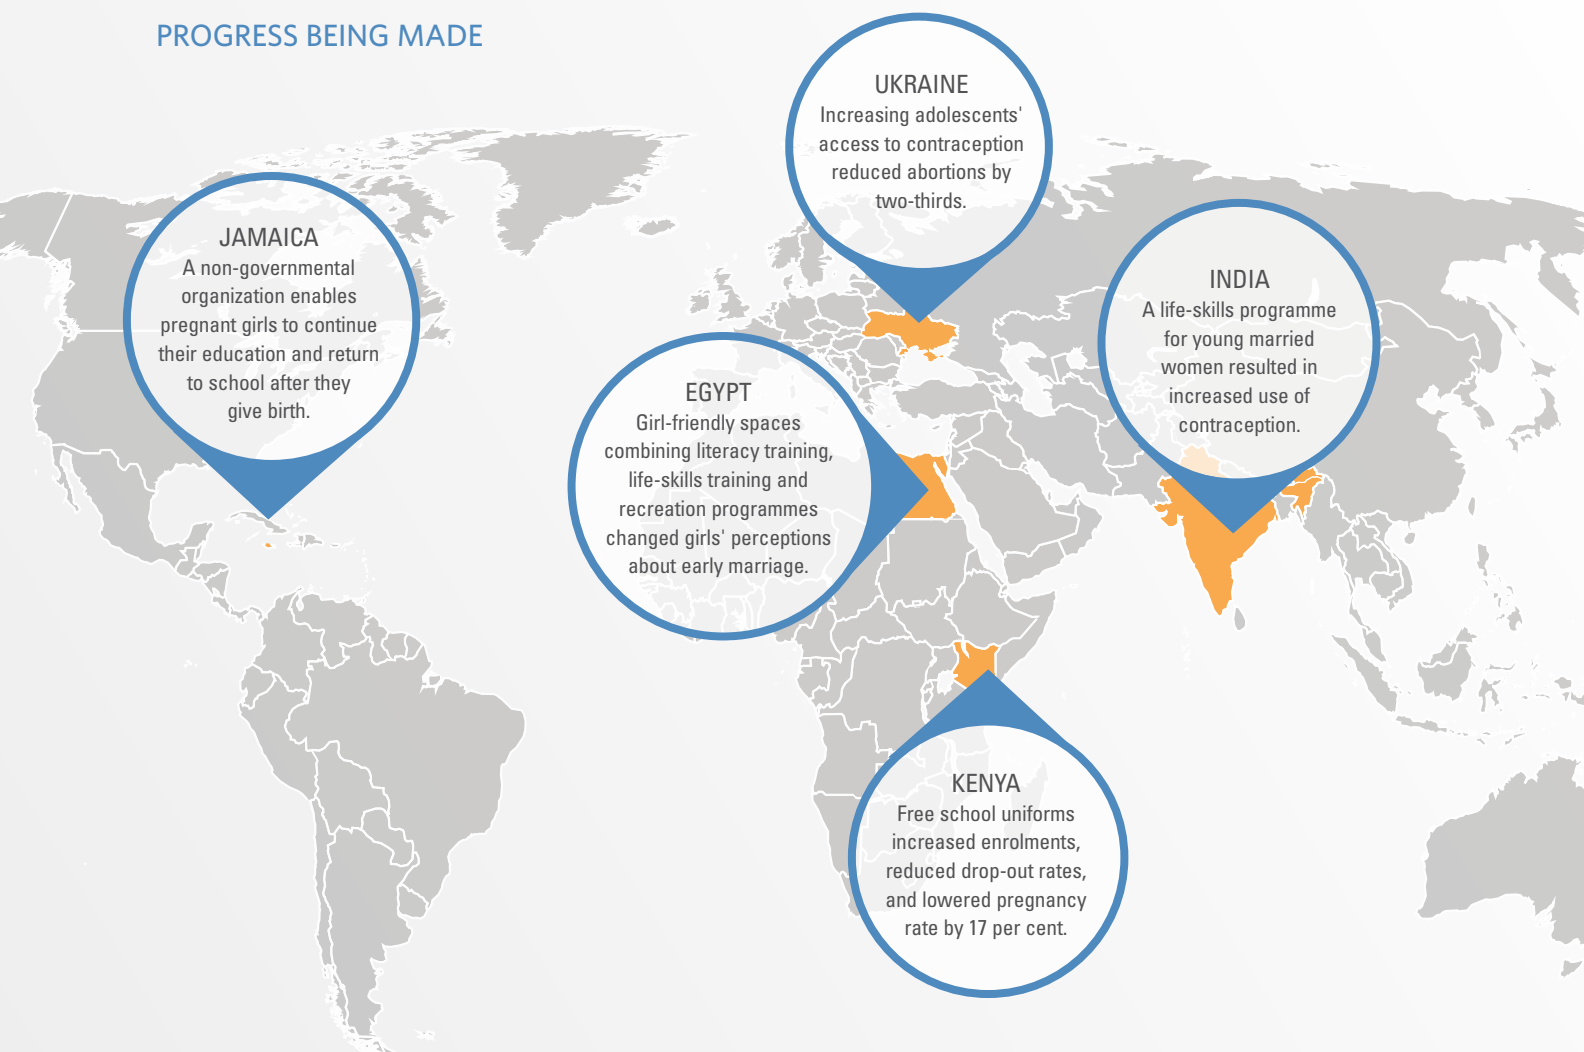 PROGRESS BEING MADE
UKRAINE
Increasing adolescents'
access to contraception
reduced abortions by
two-thirds.
JAMAICA
A non-governmental
organization enables
pregnant girls to continue
their education and return
to school after they
give birth.
INDIA
A life-skills programme
for young married
women resulted in
increased use of
contraception.
EGYPT
Girl-friendly spaces
combining literacy training,
life-skills training and
recreation programmes
changed girls' perceptions
about early marriage.
KENYA
Free school uniforms
increased enrolments,
reduced drop-out rates,
and lowered pregnancy
rate by 17 per cent.